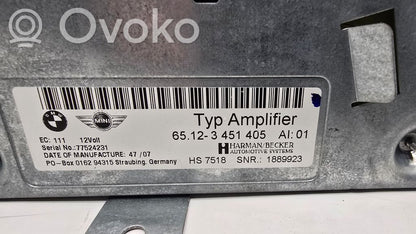 Ovoko
MINI
Typ Amplifier
65.12-3 451 405 AI: 01
EC: 111 12Volt
Serial No.:77524231
DATE OF MANUFACTURE: 47 /07
PO-Box 0162 94315 Straubing, Germany
HARMAN/BECKER
AUTOMOTIVE SYSTEMS
HS 7518 SNR.: 1889923